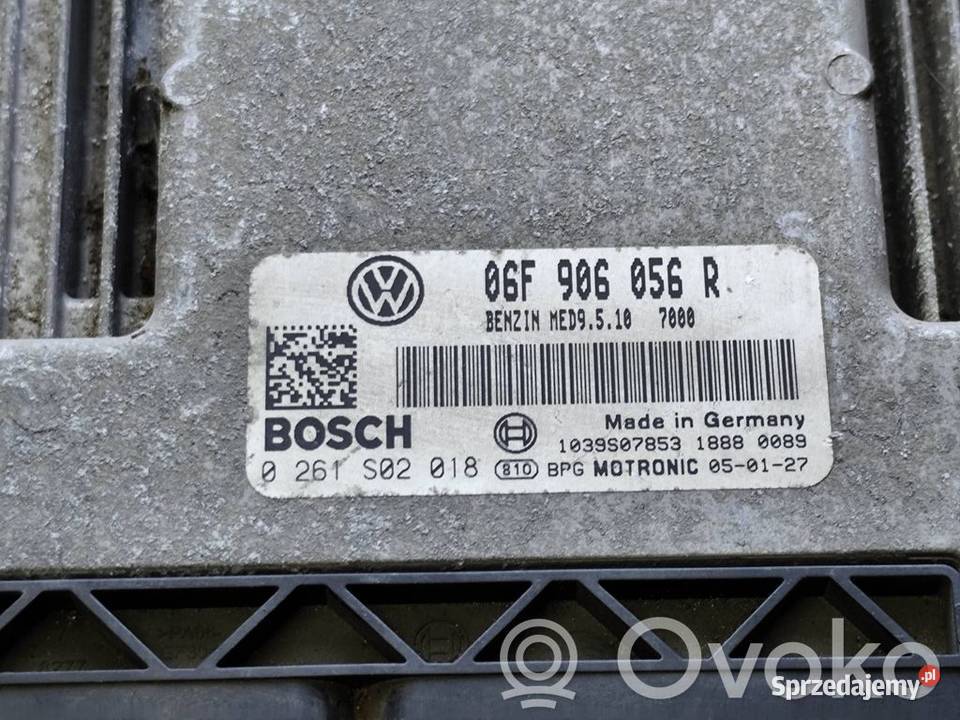 06F 906 056 R
BENZIN MED9.5.10 7000
BOSCH
Made in Germany
1039S07853 1888 0089
0 261 S02 018 810 BPG MOTRONIC 05-01-27
>PA66-
Ovoko
Sprzedajemy.pl